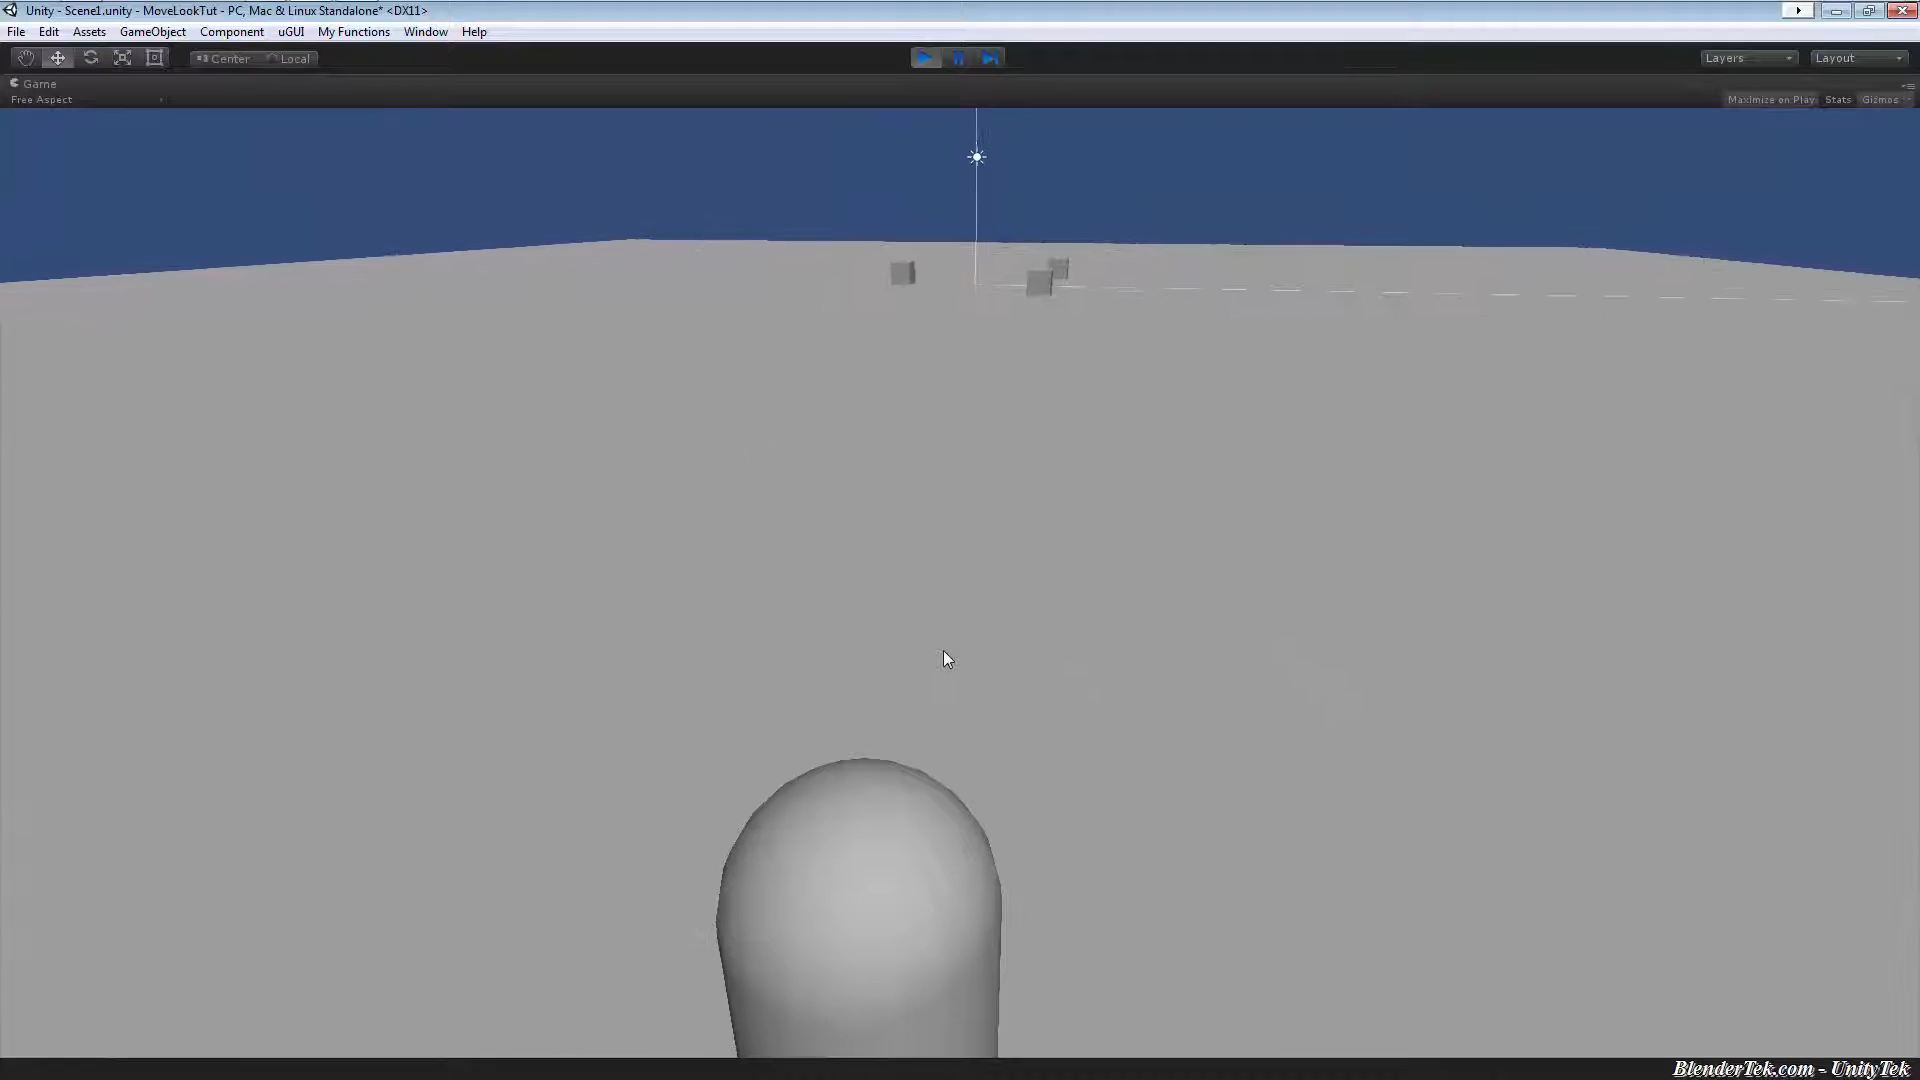 Unity - Scene1.unity - MoveLookTut - PC, Mac & Linux Standalone* <DX11>
File Edit Assets GameObject Component uGUI My Functions Window Help
Center Local Layers Layout
Game
Free Aspect Maximize on Play Stats Gizmos
BlenderTek.com - UnityTek